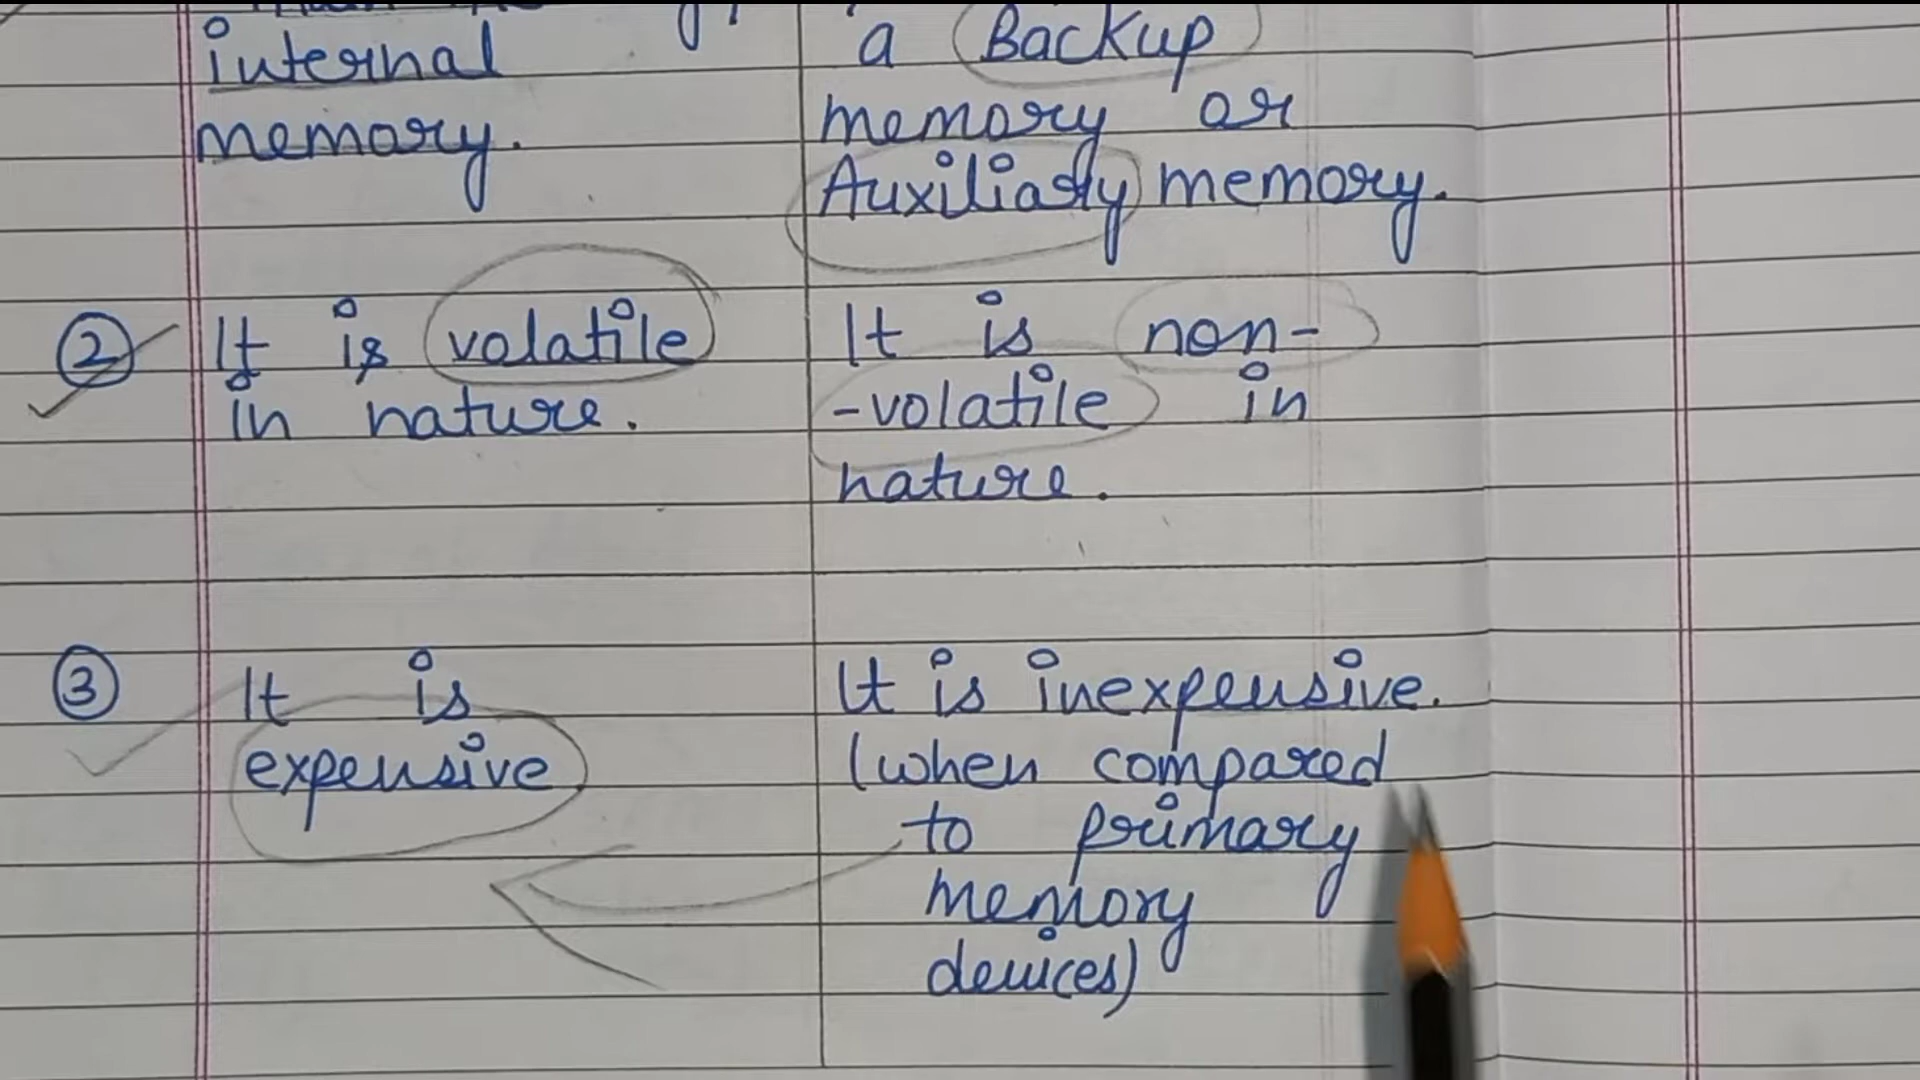 internal
memory.
a Backup
memory or
Auxiliary memory.
② It is volatile
in nature.
It is non-
-volatile in
nature.
③ It is
expensive
It is inexpensive.
(when compared
to primary
memory
devices)